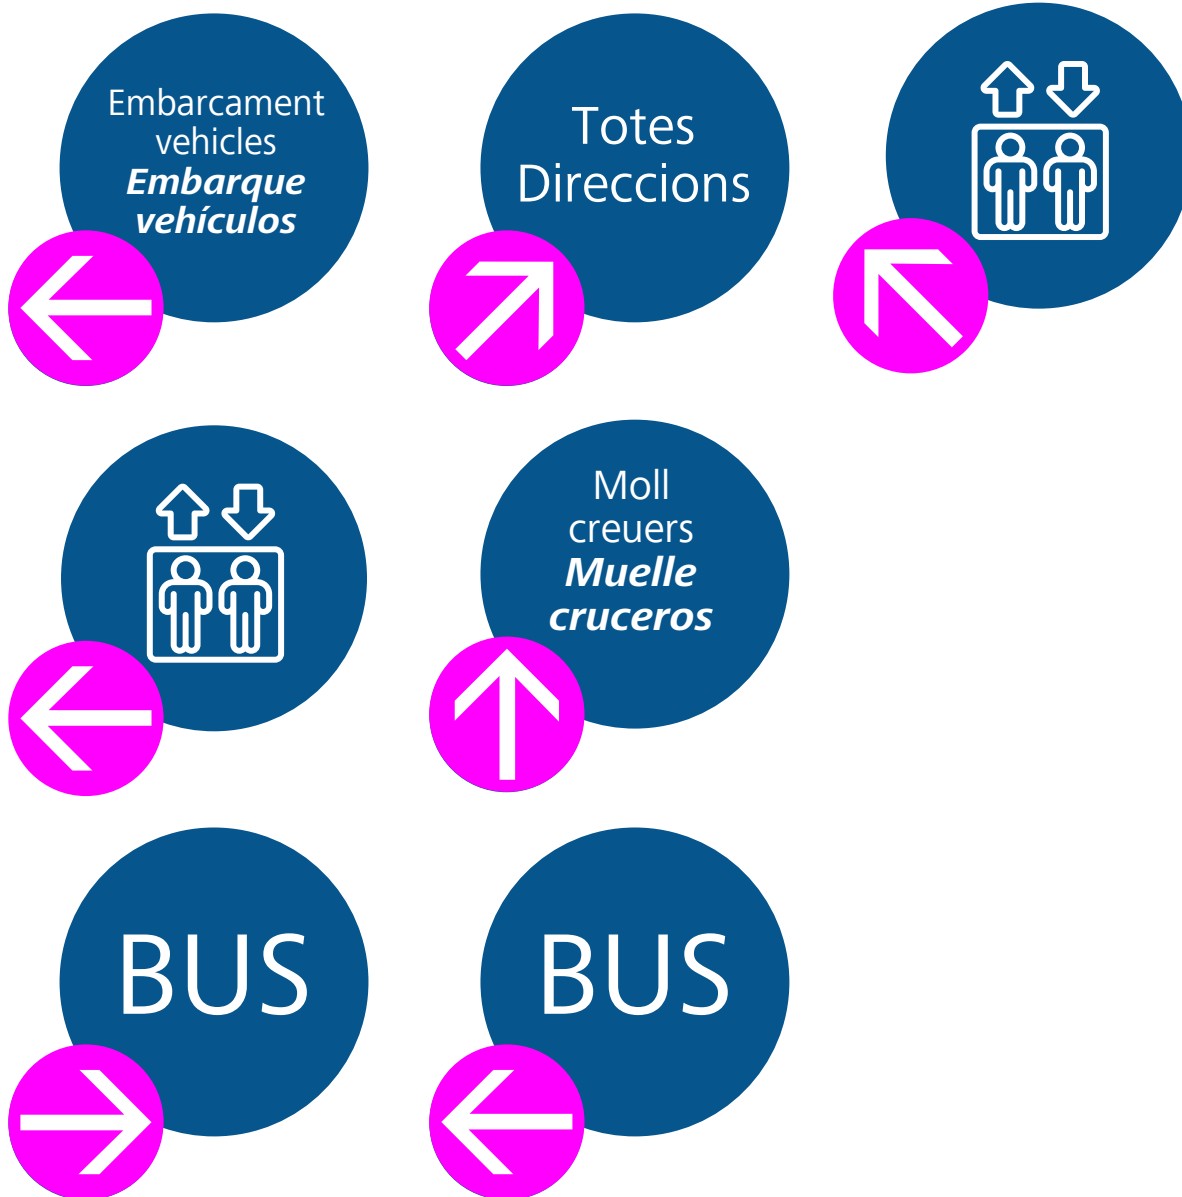 Embarcament
vehicles
Embarque
vehículos
Totes
Direccions
Moll
creuers
Muelle
cruceros
BUS
BUS